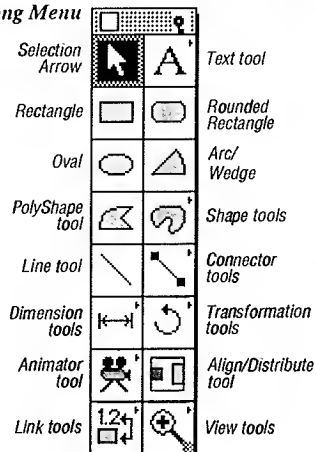 ng Menu
Selection
Arrow
A
Text tool
Rectangle
Rounded
Rectangle
Oval
Arc/
Wedge
PolyShape
tool
Shape tools
Line tool
Connector
tools
Dimension
tools
Transformation
tools
Animator
tool
Align/Distribute
tool
Link tools
1.2
View tools